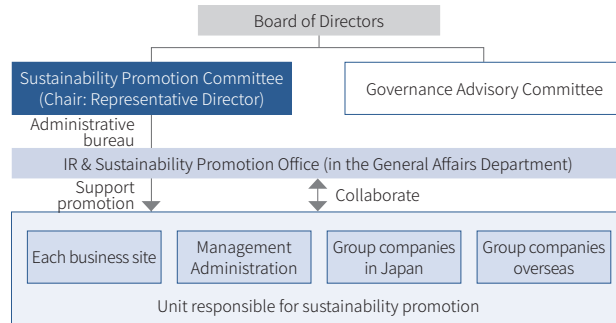 Board of Directors
Sustainability Promotion Committee
(Chair: Representative Director)
Governance Advisory Committee
Administrative
bureau
IR & Sustainability Promotion Office (in the General Affairs Department)
Support
promotion
Collaborate
Each business site
Management
Administration
Group companies
in Japan
Group companies
overseas
Unit responsible for sustainability promotion